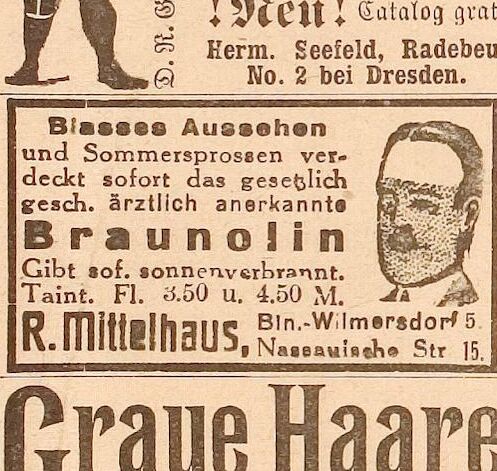 D. R. G
! Neu! Catalog grat
Herm. Seefeld, Radebeu
No. 2 bei Dresden.
Blasses Aussehen
und Sommersprossen ver-
deckt sofort das gesetzlich
gesch. ärztlich anerkannte
Braunolin
Gibt sof. sonnenverbrannt.
Taint. Fl. 3.50 u. 4.50 M.
R. Mittelhaus, Bln.-Wilmersdorf 5.
Nassauische Str 15.
Graue Haare